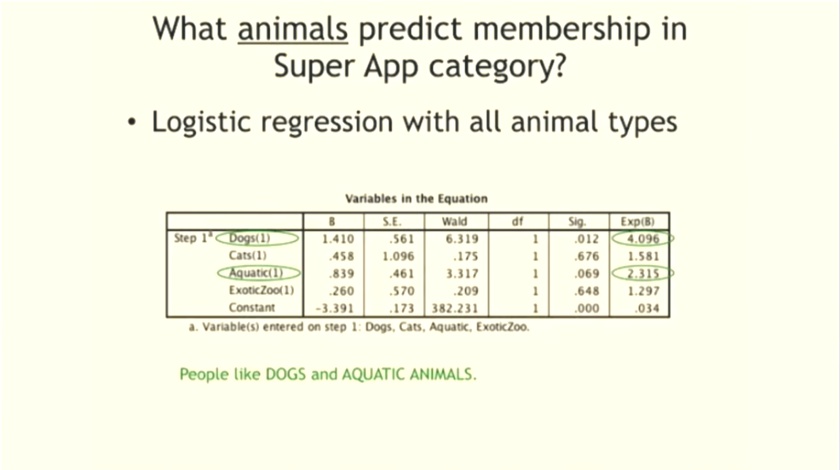 What animals predict membership in
Super App category?
• Logistic regression with all animal types
Variables in the Equation
B S.E. Wald df Sig. Exp(B)
Step 1ª Dogs(1) 1.410 .561 6.319 1 .012 4.096
Cats(1) .458 1.096 .175 1 .676 1.581
Aquatic(1) .839 .461 3.317 1 .069 2.315
ExoticZoo(1) .260 .570 .209 1 .648 1.297
Constant -3.391 .173 382.231 1 .000 .034
a. Variable(s) entered on step 1: Dogs, Cats, Aquatic, ExoticZoo.
People like DOGS and AQUATIC ANIMALS.